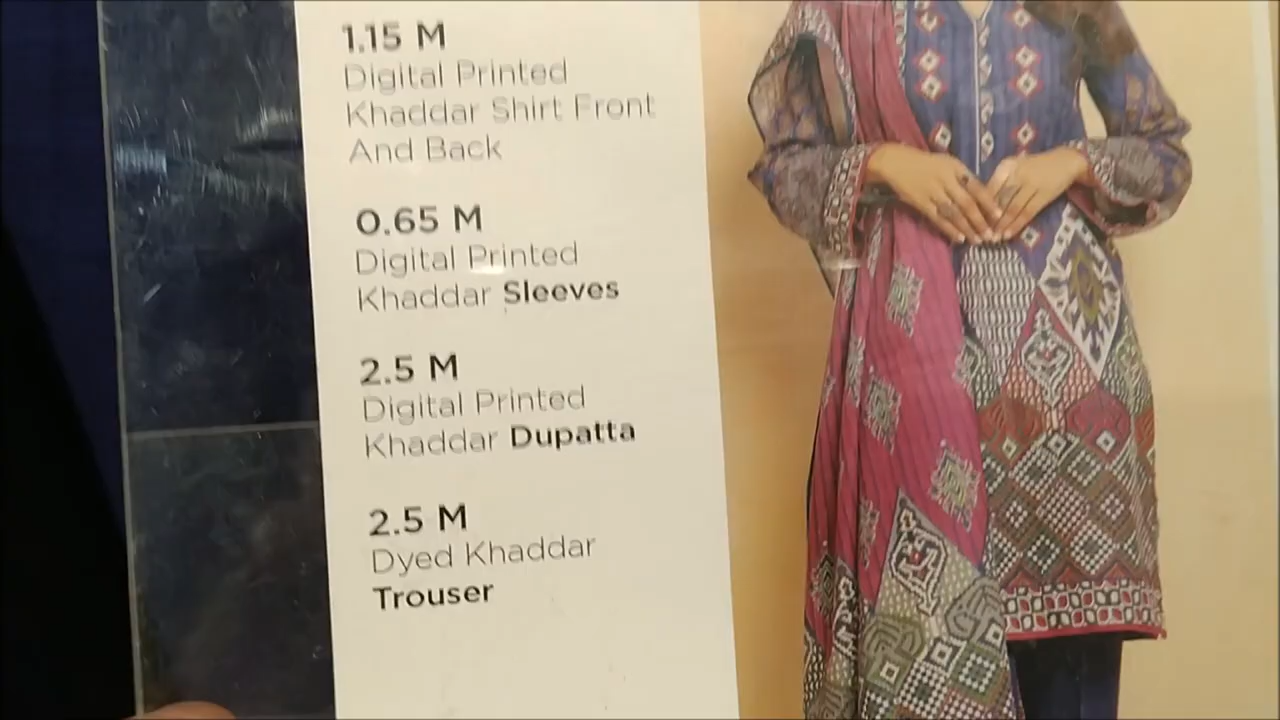 1.15 M
Digital Printed
Khaddar Shirt Front
And Back
0.65 M
Digital Printed
Khaddar Sleeves
2.5 M
Digital Printed
Khaddar Dupatta
2.5 M
Dyed Khaddar
Trouser